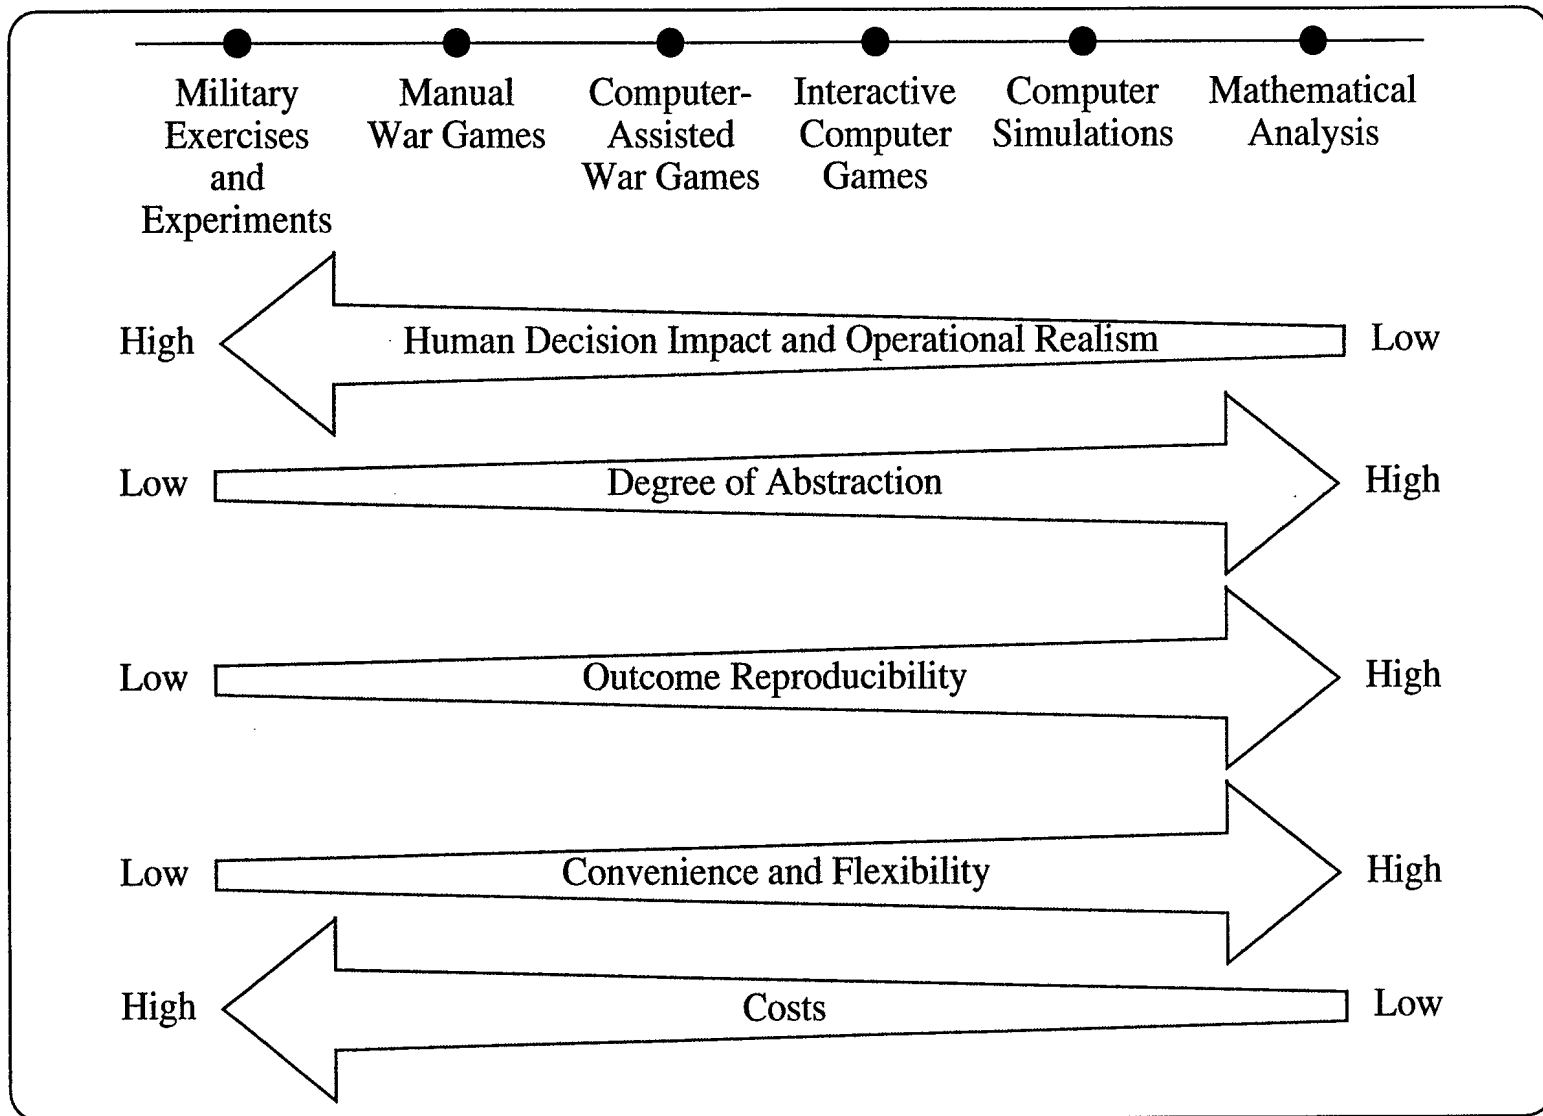 Military
Exercises
and
Experiments
Manual
War Games
Computer-
Assisted
War Games
Interactive
Computer
Games
Computer
Simulations
Mathematical
Analysis
High
Human Decision Impact and Operational Realism
Low
Low
Degree of Abstraction
High
Low
Outcome Reproducibility
High
Low
Convenience and Flexibility
High
High
Costs
Low